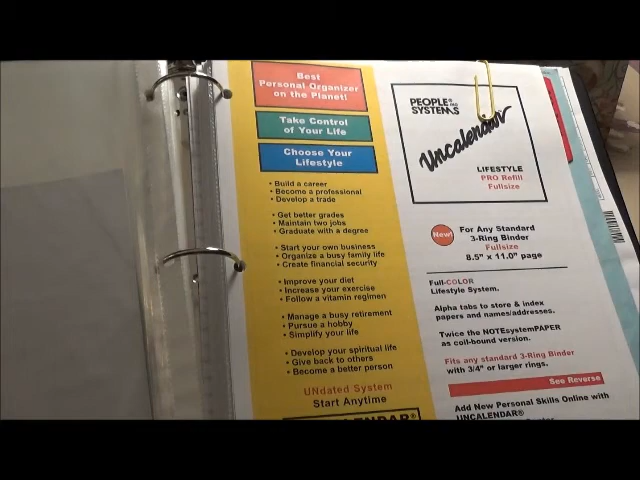 Best
Personal Organizer
on the Planet!
Take Control
of Your Life
Choose Your
Lifestyle
• Build a career
• Become a professional
• Develop a trade
• Get better grades
• Maintain two jobs
• Graduate with a degree
• Start your own business
• Organize a busy family life
• Create financial security
• Improve your diet
• Increase your exercise
• Follow a vitamin regimen
• Manage a busy retirement
• Pursue a hobby
• Simplify your life
• Develop your spiritual life
• Give back to others
• Become a better person
UNdated System
Start Anytime
UNCALENDAR®
PEOPLE®
SYSTEMS
UNCALENDAR
LIFESTYLE
PRO Refill
Fullsize
New!
For Any Standard
3-Ring Binder
Fullsize
8.5" x 11.0" page
Full-COLOR
Lifestyle System.
Alpha tabs to store & index
papers and names/addresses.
Twice the NOTEsystemPAPER
as coil-bound version.
Fits any standard 3-Ring Binder
with 3/4" or larger rings.
See Reverse
Add New Personal Skills Online with
UNCALENDAR®